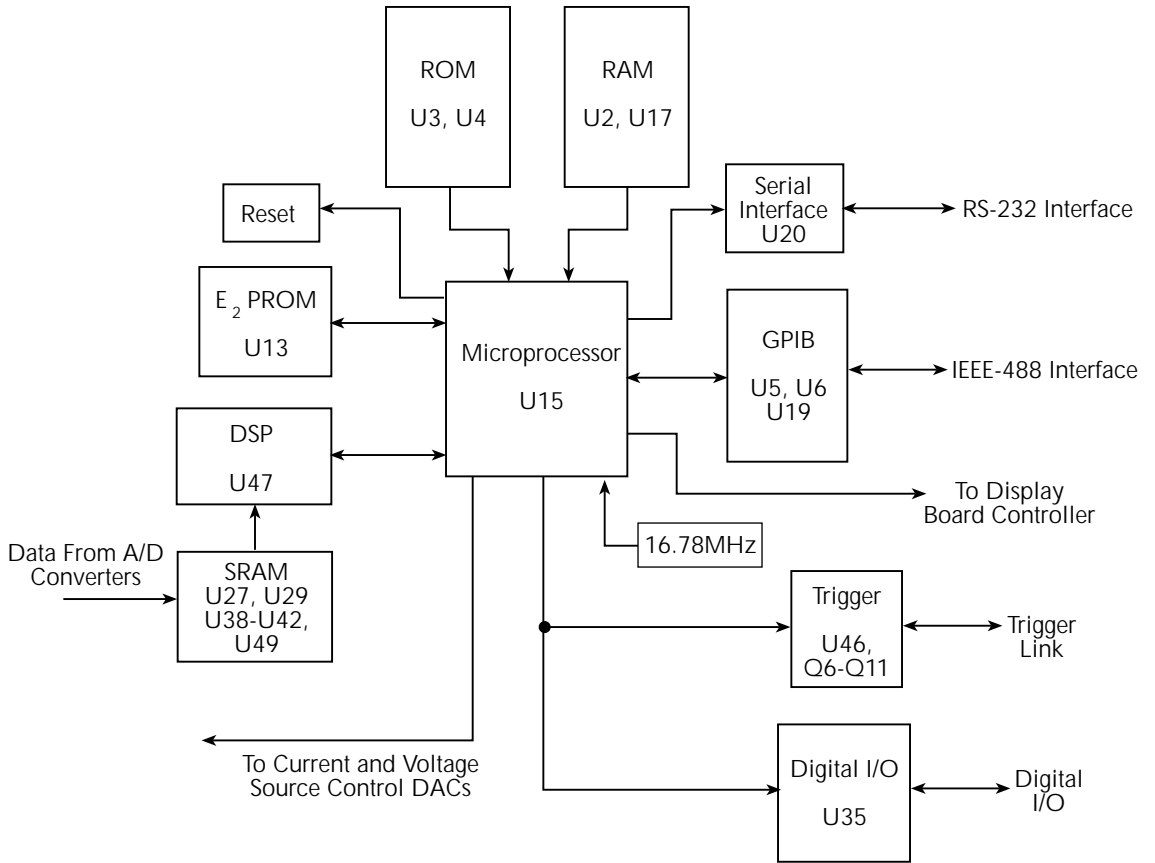 ROM
U3, U4
RAM
U2, U17
Reset
Serial
Interface
U20
RS-232 Interface
E2 PROM
U13
Microprocessor
U15
GPIB
U5, U6
U19
IEEE-488 Interface
DSP
U47
To Display
Board Controller
16.78MHz
Data From A/D
Converters
SRAM
U27, U29
U38-U42,
U49
Trigger
U46,
Q6-Q11
Trigger
Link
To Current and Voltage
Source Control DACs
Digital I/O
U35
Digital
I/O